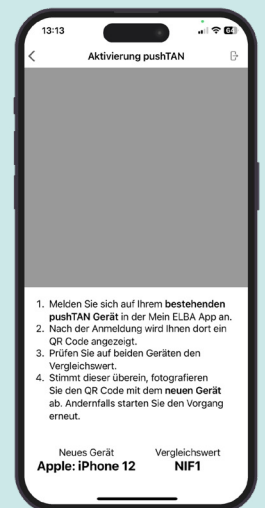 13:13
64
Aktivierung pushTAN
1. Melden Sie sich auf Ihrem bestehenden
pushTAN Gerät in der Mein ELBA App an.
2. Nach der Anmeldung wird Ihnen dort ein
QR Code angezeigt.
3. Prüfen Sie auf beiden Geräten den
Vergleichswert.
4. Stimmt dieser überein, fotografieren
Sie den QR Code mit dem neuen Gerät
ab. Andernfalls starten Sie den Vorgang
erneut.
Neues Gerät Vergleichswert
Apple: iPhone 12 NIF1